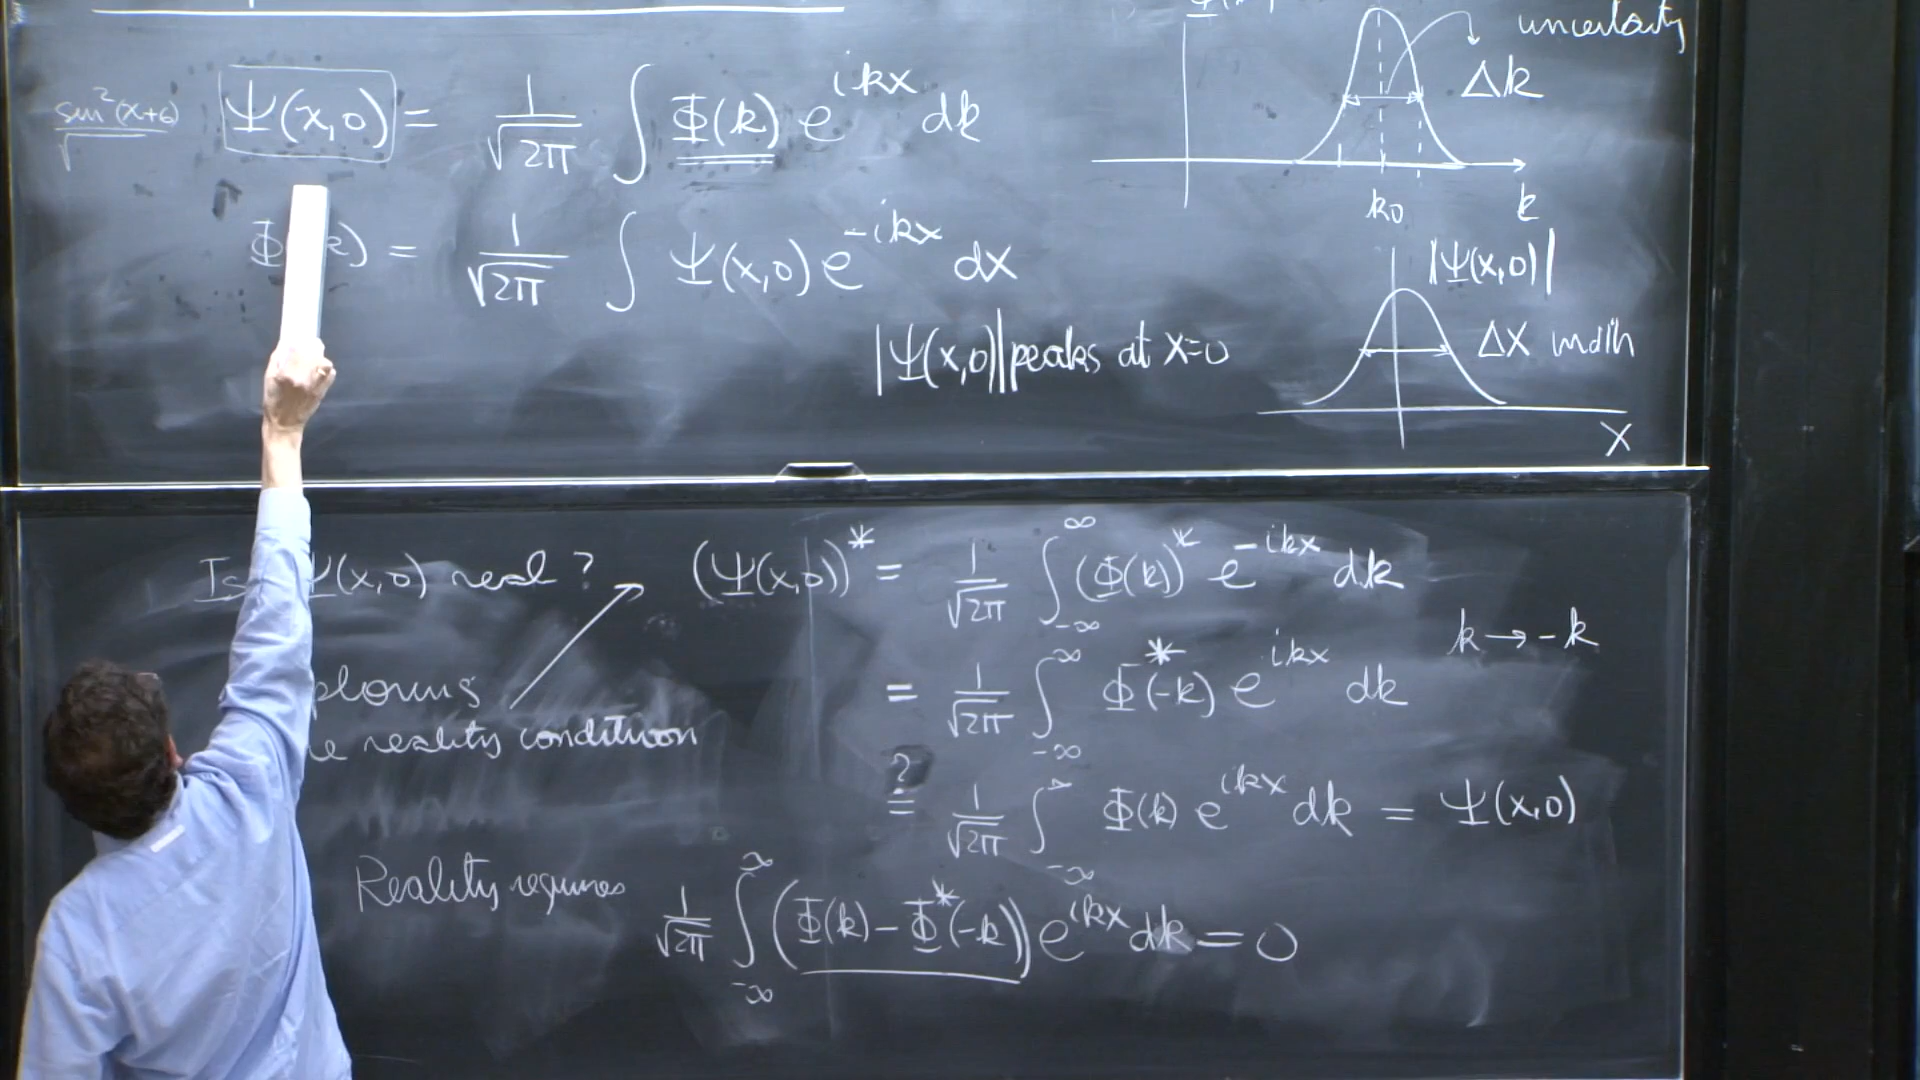 sin²(x+6) Ψ(x,0) = 1/√2π ∫ Φ(k) e^{ikx} dk
Φ(k) = 1/√2π ∫ Ψ(x,0) e^{-ikx} dx
|Ψ(x,0)| peaks at x=0
uncertainty
Δk
k₀ k
|Ψ(x,0)|
Δx width
x
Is Ψ(x,0) real ? (Ψ(x,0))* = 1/√2π ∫_{-∞}^{∞} (Φ(k))* e^{-ikx} dk
k → -k
= 1/√2π ∫_{-∞}^{∞} Φ*(-k) e^{ikx} dk
reality condition
?= 1/√2π ∫_{-∞}^{∞} Φ(k) e^{ikx} dk = Ψ(x,0)
Reality requires 1/√2π ∫_{-∞}^{∞} (Φ(k) - Φ*(-k)) e^{ikx} dk = 0